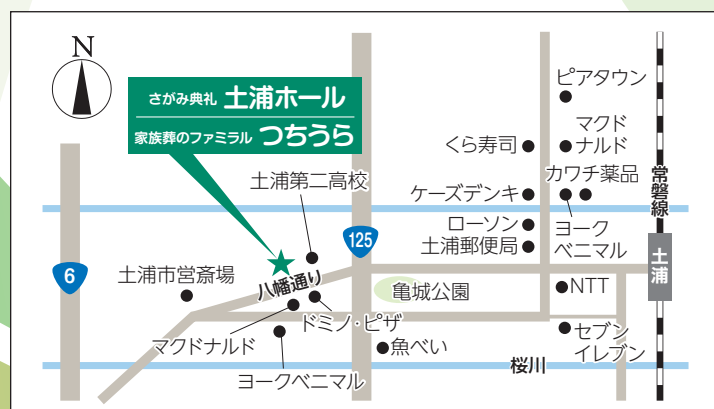 N
さがみ典礼 土浦ホール
家族葬のファミラル つちうら
ピアタウン
くら寿司
マクド
ナルド
土浦第二高校
ケーズデンキ
カワチ薬品
常磐線
ローソン
土浦郵便局
ヨーク
ベニマル
125
土浦
6
土浦市営斎場
八幡通り
亀城公園
NTT
ドミノ・ピザ
マクドナルド
魚べい
セブン
イレブン
ヨークベニマル
桜川